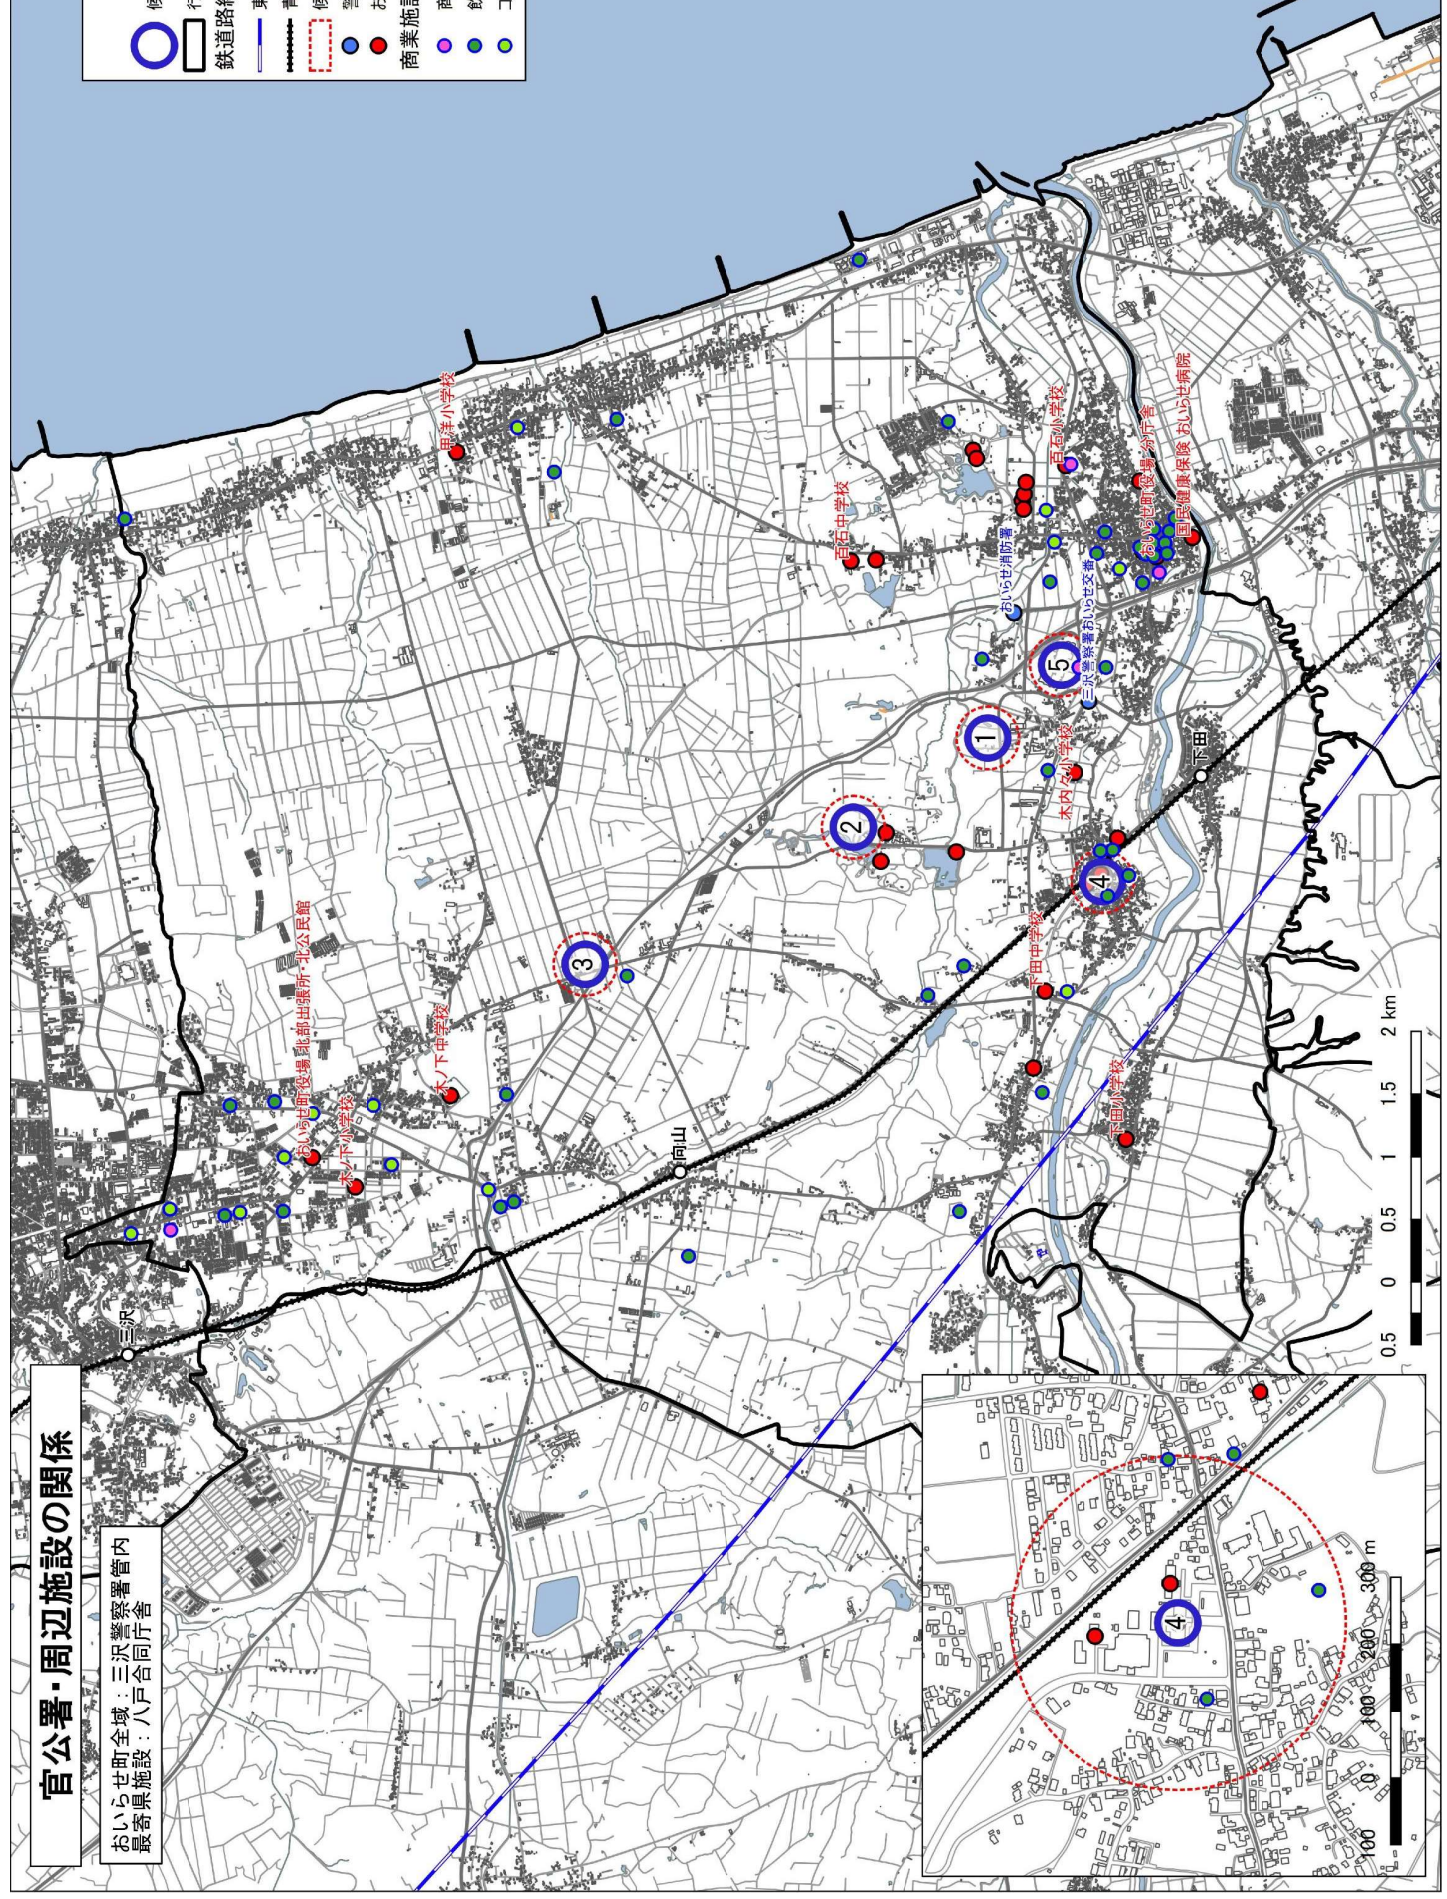 官公署・周辺施設の関係
おいらせ町全域：三沢警察署管内
最寄県施設：八戸合同庁舎
鉄道路線
商業施設
三沢
向山
下田
甲洋小学校
百石中学校
百石小学校
おいらせ消防署
三沢警察署おいらせ交番
おいらせ町役場 分庁舎
国民健康保険 おいらせ病院
木内々小学校
下田中学校
下田小学校
おいらせ町役場 北部出張所・北公民館
木ノ下小学校
木ノ下中学校
1
2
3
4
5
0.5 0 0.5 1 1.5 2 km
4
100 0 100 200 300 m